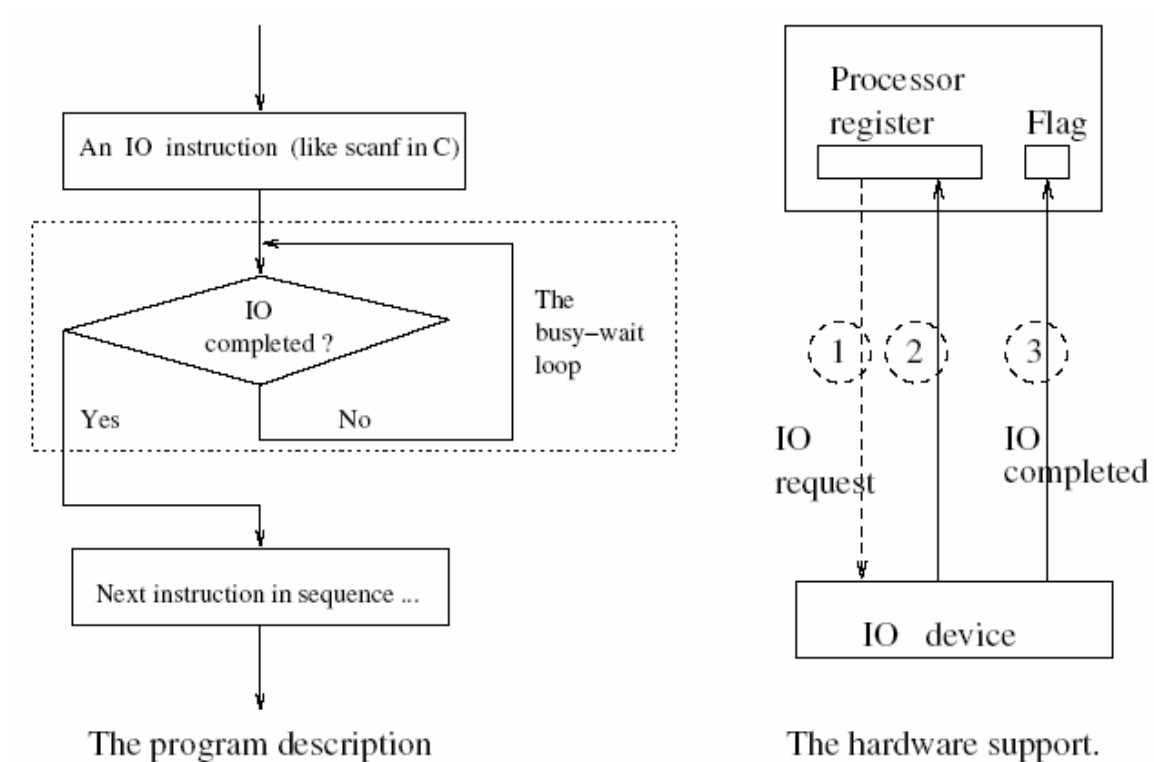 An IO instruction (like scanf in C)
IO
completed ?
The
busy–wait
loop
Yes
No
Next instruction in sequence ...
The program description
Processor
register
Flag
1
2
3
IO
request
IO
completed
IO device
The hardware support.